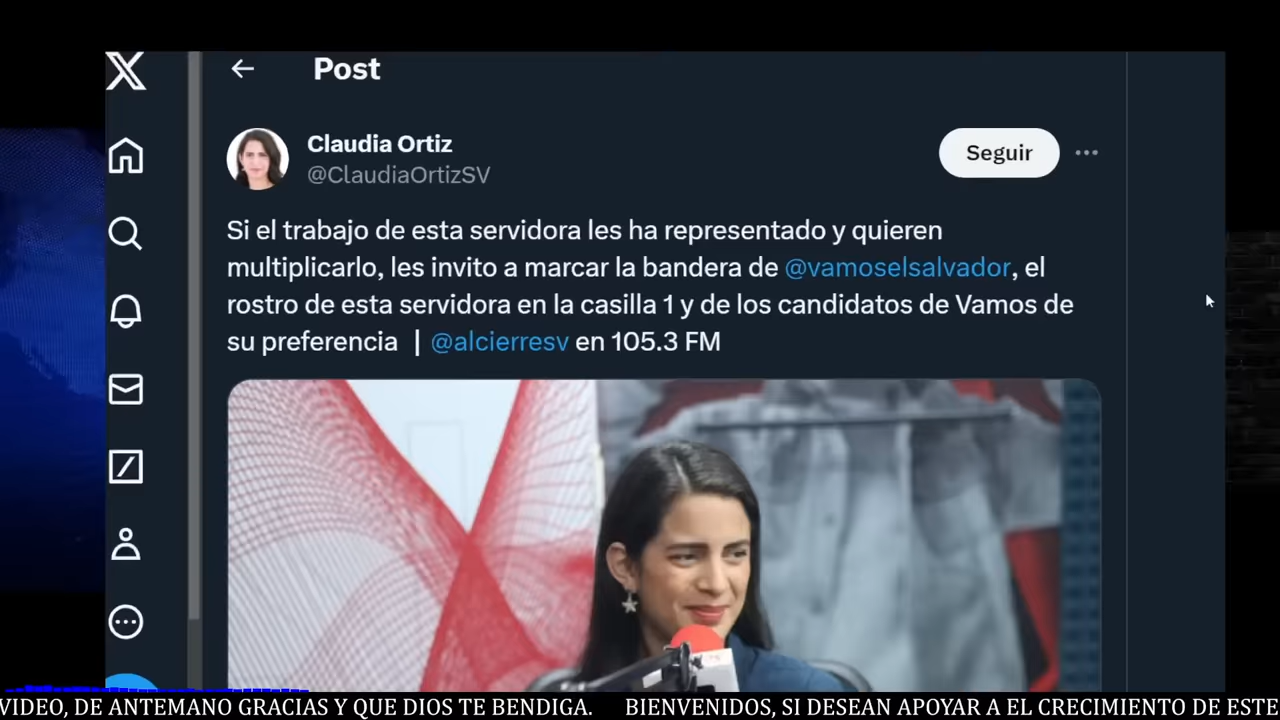 Post
Claudia Ortiz
@ClaudiaOrtizSV
Seguir
Si el trabajo de esta servidora les ha representado y quieren
multiplicarlo, les invito a marcar la bandera de @vamoselsalvador, el
rostro de esta servidora en la casilla 1 y de los candidatos de Vamos de
su preferencia | @alcierresv en 105.3 FM
VIDEO, DE ANTEMANO GRACIAS Y QUE DIOS TE BENDIGA. BIENVENIDOS, SI DESEAN APOYAR A EL CRECIMIENTO DE ESTE